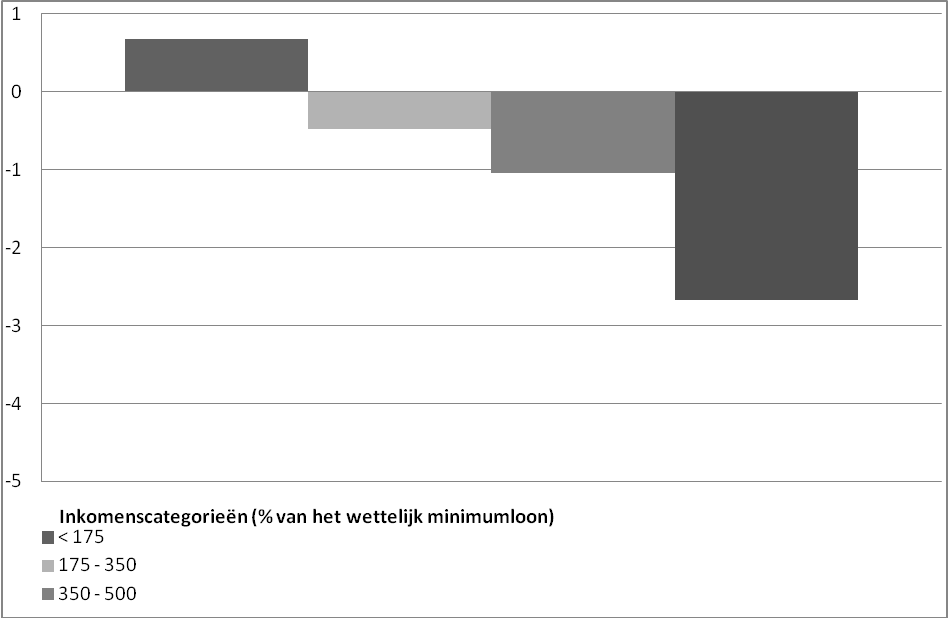 1
0
-1
-2
-3
-4
-5
Inkomenscategorieën (% van het wettelijk minimumloon)
< 175
175 - 350
350 - 500